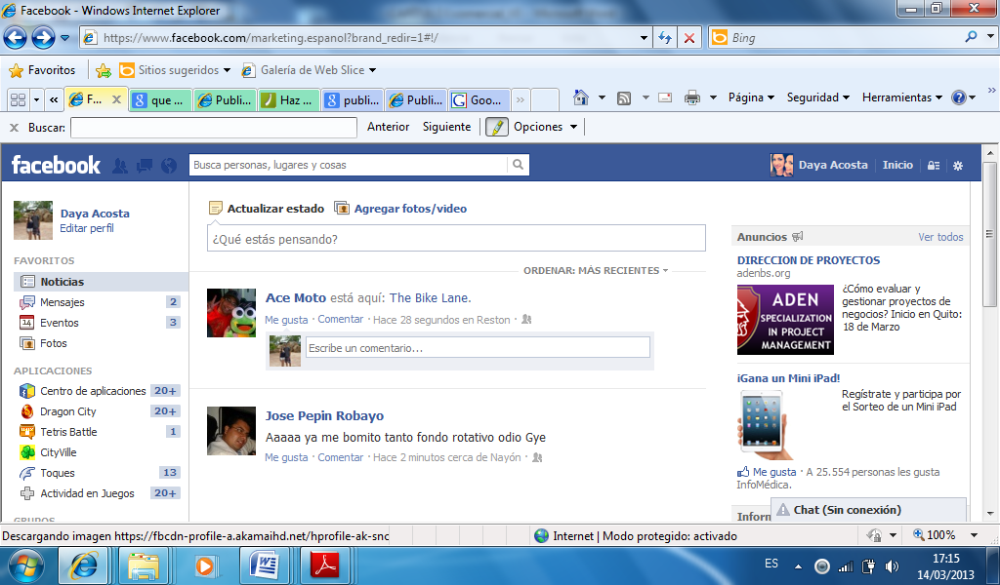 Facebook - Windows Internet Explorer
https://www.facebook.com/marketing.espanol?brand_redir=1#!/
Bing
Favoritos
Sitios sugeridos
Galería de Web Slice
F...
que ...
Publi...
Haz ...
publi...
Publi...
Goo...
Página
Seguridad
Herramientas
Buscar:
Anterior
Siguiente
Opciones
facebook
Busca personas, lugares y cosas
Daya Acosta
Inicio
Daya Acosta
Editar perfil
FAVORITOS
Noticias
Mensajes 2
Eventos 3
Fotos
APLICACIONES
Centro de aplicaciones 20+
Dragon City 20+
Tetris Battle 1
CityVille
Toques 13
Actividad en Juegos 20+
GRUPOS
Actualizar estado
Agregar fotos/video
¿Qué estás pensando?
ORDENAR: MÁS RECIENTES
Ace Moto está aquí: The Bike Lane.
Me gusta · Comentar · Hace 28 segundos en Reston ·
Escribe un comentario...
Jose Pepin Robayo
Aaaaa ya me bomito tanto fondo rotativo odio Gye
Me gusta · Comentar · Hace 2 minutos cerca de Nayón ·
Anuncios
Ver todos
DIRECCION DE PROYECTOS
adenbs.org
ADEN
SPECIALIZATION
IN PROJECT
MANAGEMENT
¿Cómo evaluar y
gestionar proyectos de
negocios? Inicio en Quito:
18 de Marzo
¡Gana un Mini iPad!
Regístrate y participa por
el Sorteo de un Mini iPad
Me gusta · A 25.554 personas les gusta
InfoMédica.
Inforn
Chat (Sin conexión)
Descargando imagen https://fbcdn-profile-a.akamaihd.net/hprofile-ak-snc
Internet | Modo protegido: activado
100%
ES
17:15
14/03/2013